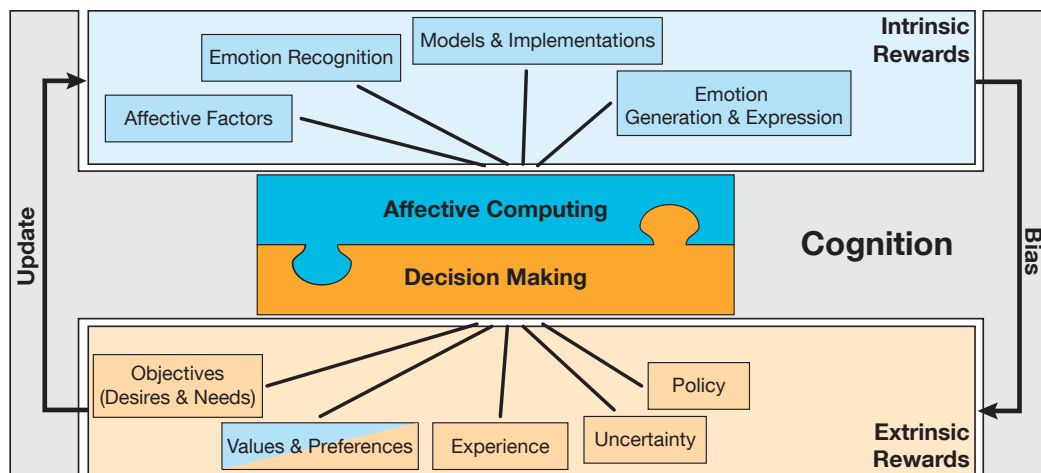 Intrinsic
Rewards
Models & Implementations
Emotion Recognition
Emotion
Generation & Expression
Affective Factors
Update
Affective Computing
Decision Making
Cognition
Bias
Objectives
(Desires & Needs)
Policy
Values & Preferences
Experience
Uncertainty
Extrinsic
Rewards